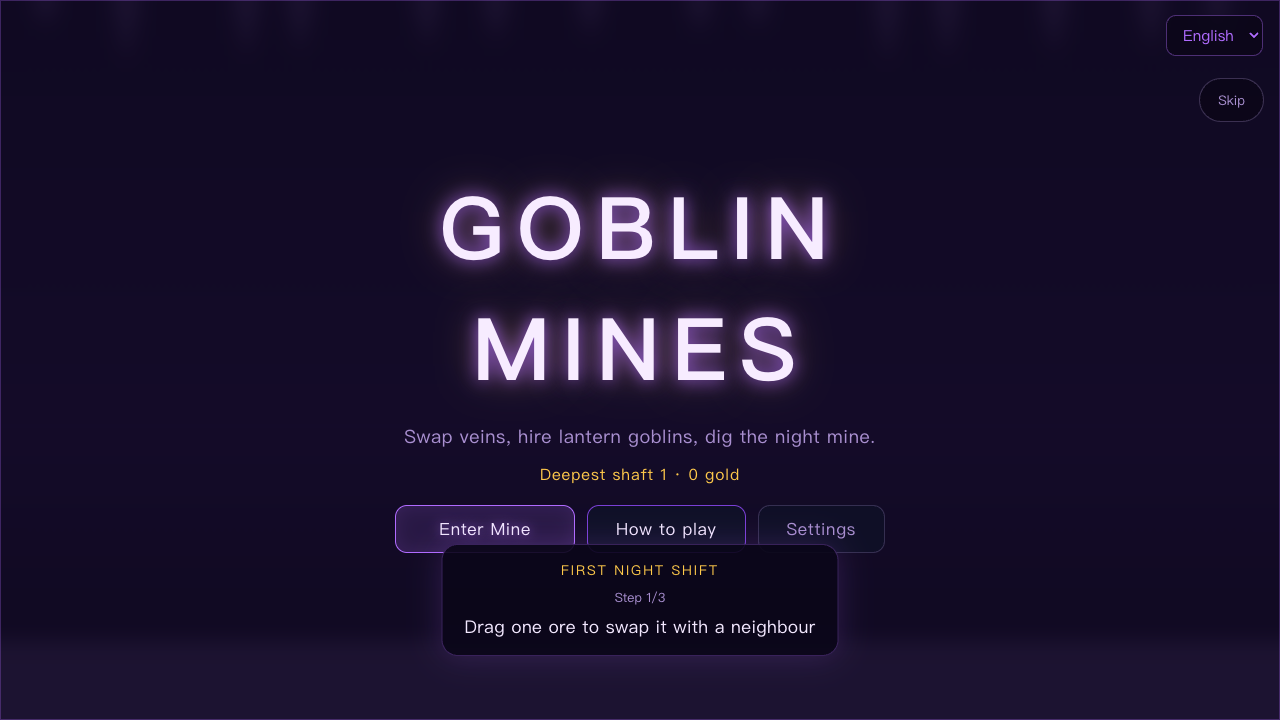 English
Skip
GOBLIN
MINES
Swap veins, hire lantern goblins, dig the night mine.
Deepest shaft 1 · 0 gold
Enter Mine
How to play
Settings
FIRST NIGHT SHIFT
Step 1/3
Drag one ore to swap it with a neighbour